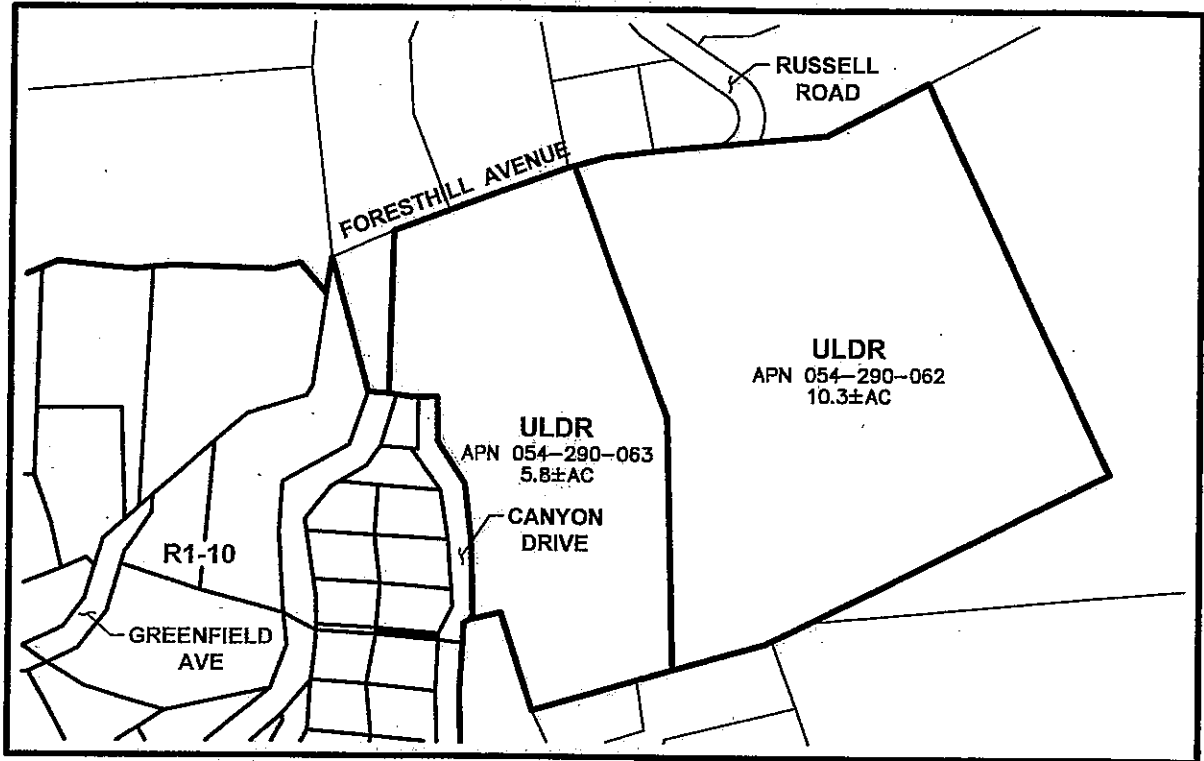 RUSSELL
ROAD
FORESTHILL AVENUE
ULDR
APN 054-290-062
10.3±AC
ULDR
APN 054-290-063
5.8±AC
CANYON
DRIVE
R1-10
GREENFIELD
AVE